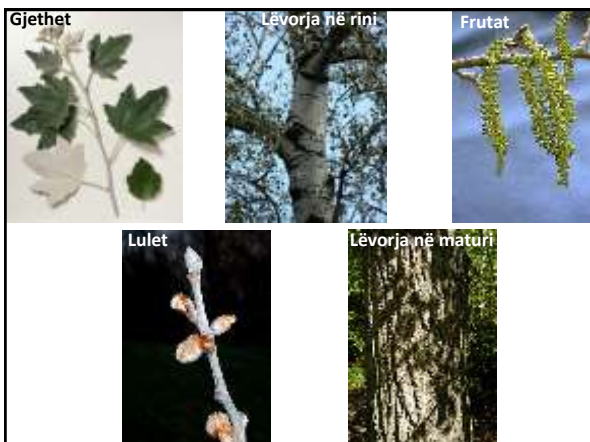 Gjethet
Lëvorja në rini
Frutat
Lulet
Lëvorja në maturi